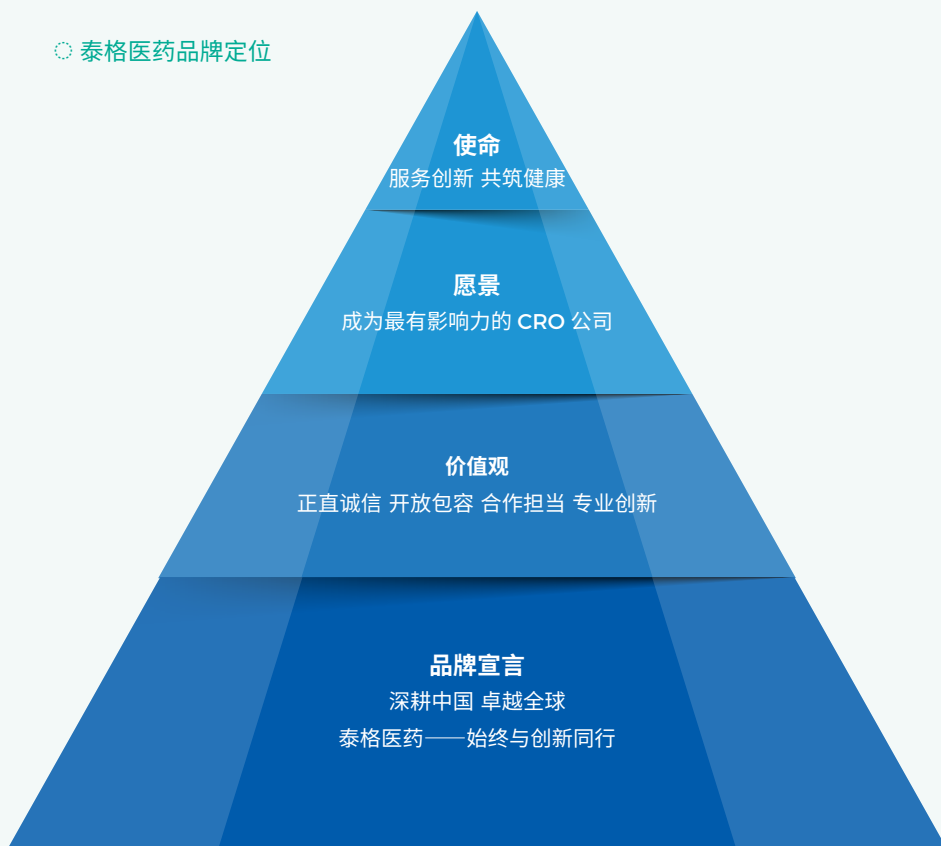 泰格医药品牌定位
使命
服务创新 共筑健康
愿景
成为最有影响力的 CRO 公司
价值观
正直诚信 开放包容 合作担当 专业创新
品牌宣言
深耕中国 卓越全球
泰格医药——始终与创新同行